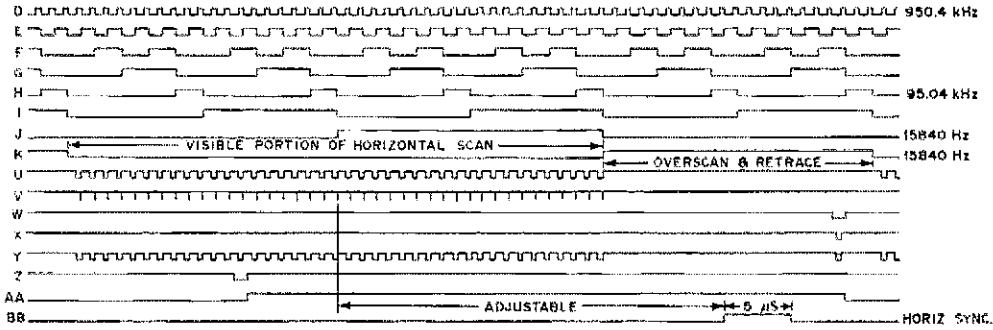 D 950.4 kHz
E
F
G
H 95.04 kHz
I
J 15840 Hz
VISIBLE PORTION OF HORIZONTAL SCAN
K 15840 Hz
OVERSCAN & RETRACE
U
V
W
X
Y
Z
AA
ADJUSTABLE 5 µS
BB HORIZ SYNC.